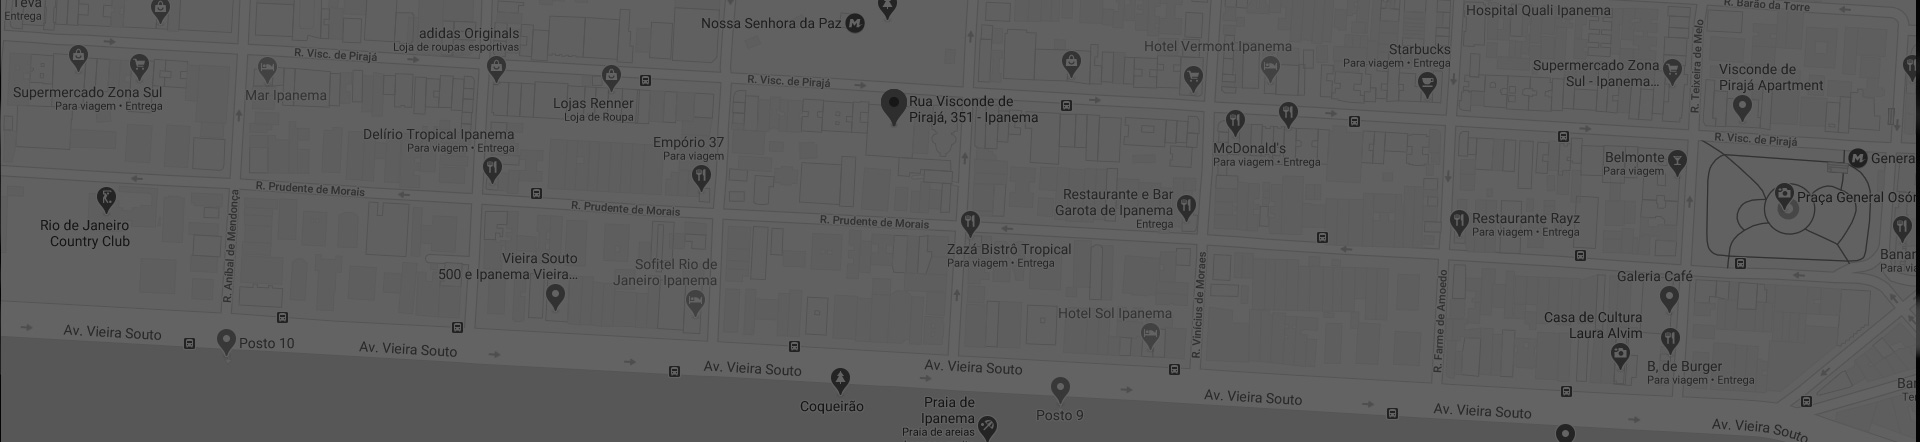 Teva
Entrega
R. Visc. de Pirajá
adidas Originals
Loja de roupas esportivas
Nossa Senhora da Paz
Hotel Vermont Ipanema
Starbucks
Para viagem • Entrega
Hospital Quali Ipanema
R. Barão da Torre
R. Teixeira de Melo
Supermercado Zona Sul
Para viagem • Entrega
Mar Ipanema
Lojas Renner
Loja de Roupa
R. Visc. de Pirajá
Rua Visconde de
Pirajá, 351 - Ipanema
Supermercado Zona
Sul - Ipanema...
Para viagem • Entrega
Visconde de
Pirajá Apartment
R. Visc. de Pirajá
Delírio Tropical Ipanema
Para viagem • Entrega
Empório 37
Para viagem
McDonald's
Para viagem • Entrega
Belmonte
Para viagem
Genera
Praça General Osór
R. Prudente de Morais
R. Prudente de Morais
R. Prudente de Morais
Rio de Janeiro
Country Club
R. Aníbal de Mendonça
Restaurante e Bar
Garota de Ipanema
Entrega
Restaurante Rayz
Para viagem • Entrega
Zazá Bistrô Tropical
Para viagem • Entrega
Vieira Souto
500 e Ipanema Vieira...
Sofitel Rio de
Janeiro Ipanema
R. Vinícius de Moraes
R. Farme de Amoedo
Banar
Para via
Galeria Café
Hotel Sol Ipanema
Casa de Cultura
Laura Alvim
B, de Burger
Para viagem • Entrega
Av. Vieira Souto
Posto 10
Av. Vieira Souto
Av. Vieira Souto
Av. Vieira Souto
Coqueirão
Praia de
Ipanema
Praia de areias
Posto 9
Av. Vieira Souto
Av. Vieira Souto
Av. Vieira Souto
Bar